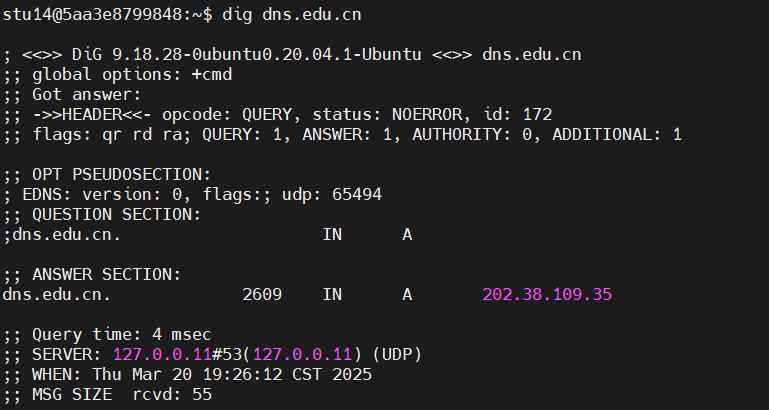 stu14@5aa3e8799848:~$ dig dns.edu.cn
; <<>> DiG 9.18.28-0ubuntu0.20.04.1-Ubuntu <<>> dns.edu.cn
;; global options: +cmd
;; Got answer:
;; ->>HEADER<<- opcode: QUERY, status: NOERROR, id: 172
;; flags: qr rd ra; QUERY: 1, ANSWER: 1, AUTHORITY: 0, ADDITIONAL: 1
;; OPT PSEUDOSECTION:
; EDNS: version: 0, flags:; udp: 65494
;; QUESTION SECTION:
;dns.edu.cn. IN A
;; ANSWER SECTION:
dns.edu.cn. 2609 IN A 202.38.109.35
;; Query time: 4 msec
;; SERVER: 127.0.0.11#53(127.0.0.11) (UDP)
;; WHEN: Thu Mar 20 19:26:12 CST 2025
;; MSG SIZE rcvd: 55